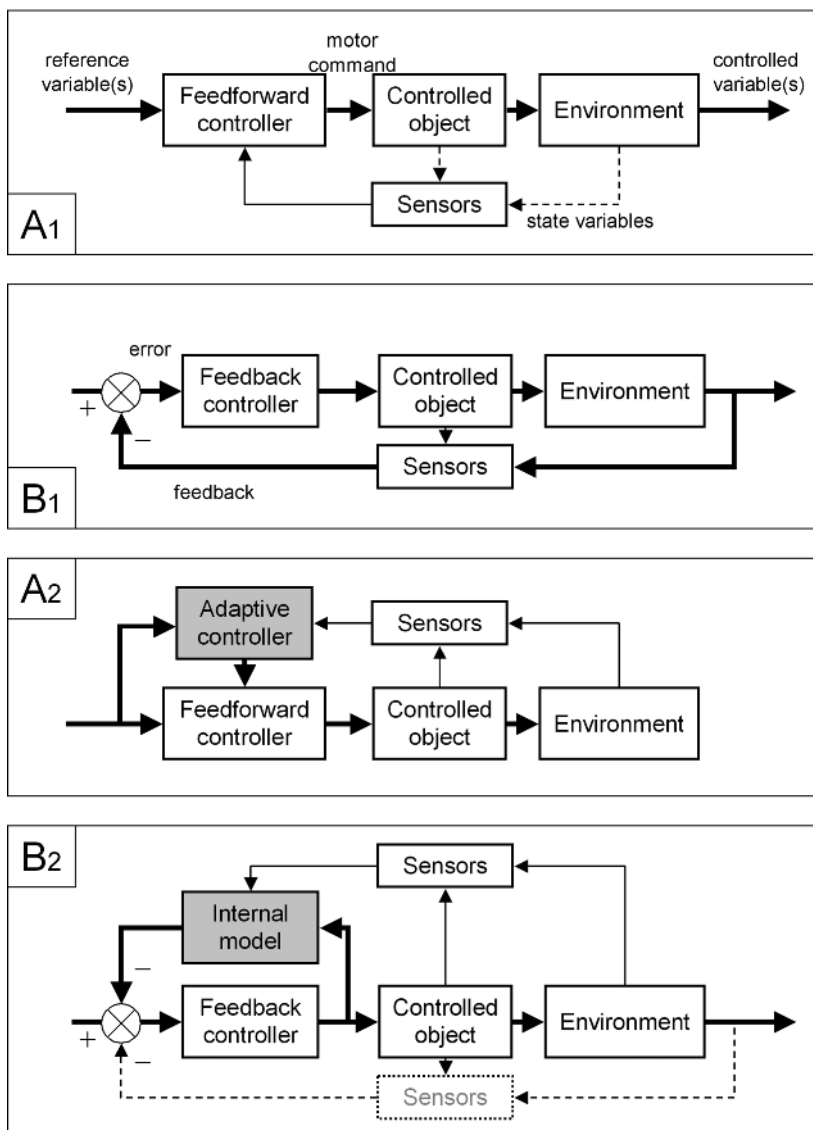 reference
variable(s)
motor
command
controlled
variable(s)
Feedforward
controller
Controlled
object
Environment
Sensors
state variables
A1
error
Feedback
controller
Controlled
object
Environment
+
−
Sensors
feedback
B1
A2
Adaptive
controller
Sensors
Feedforward
controller
Controlled
object
Environment
B2
Sensors
Internal
model
−
+
Feedback
controller
Controlled
object
Environment
−
Sensors